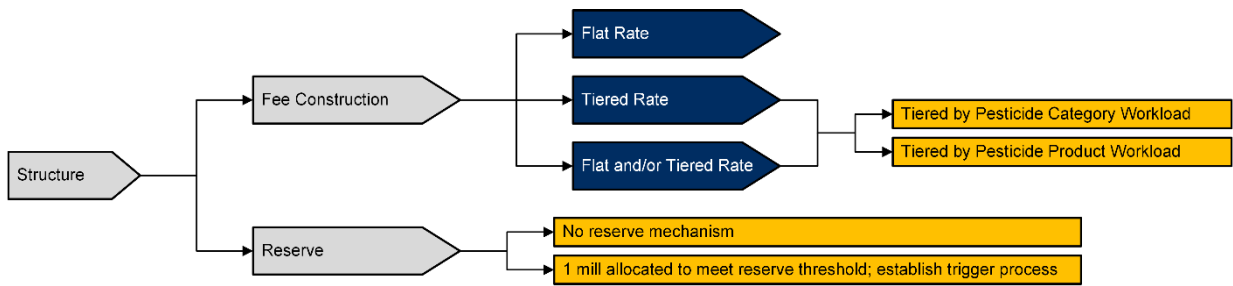 Structure
Fee Construction
Flat Rate
Tiered Rate
Flat and/or Tiered Rate
Tiered by Pesticide Category Workload
Tiered by Pesticide Product Workload
Reserve
No reserve mechanism
1 mill allocated to meet reserve threshold; establish trigger process